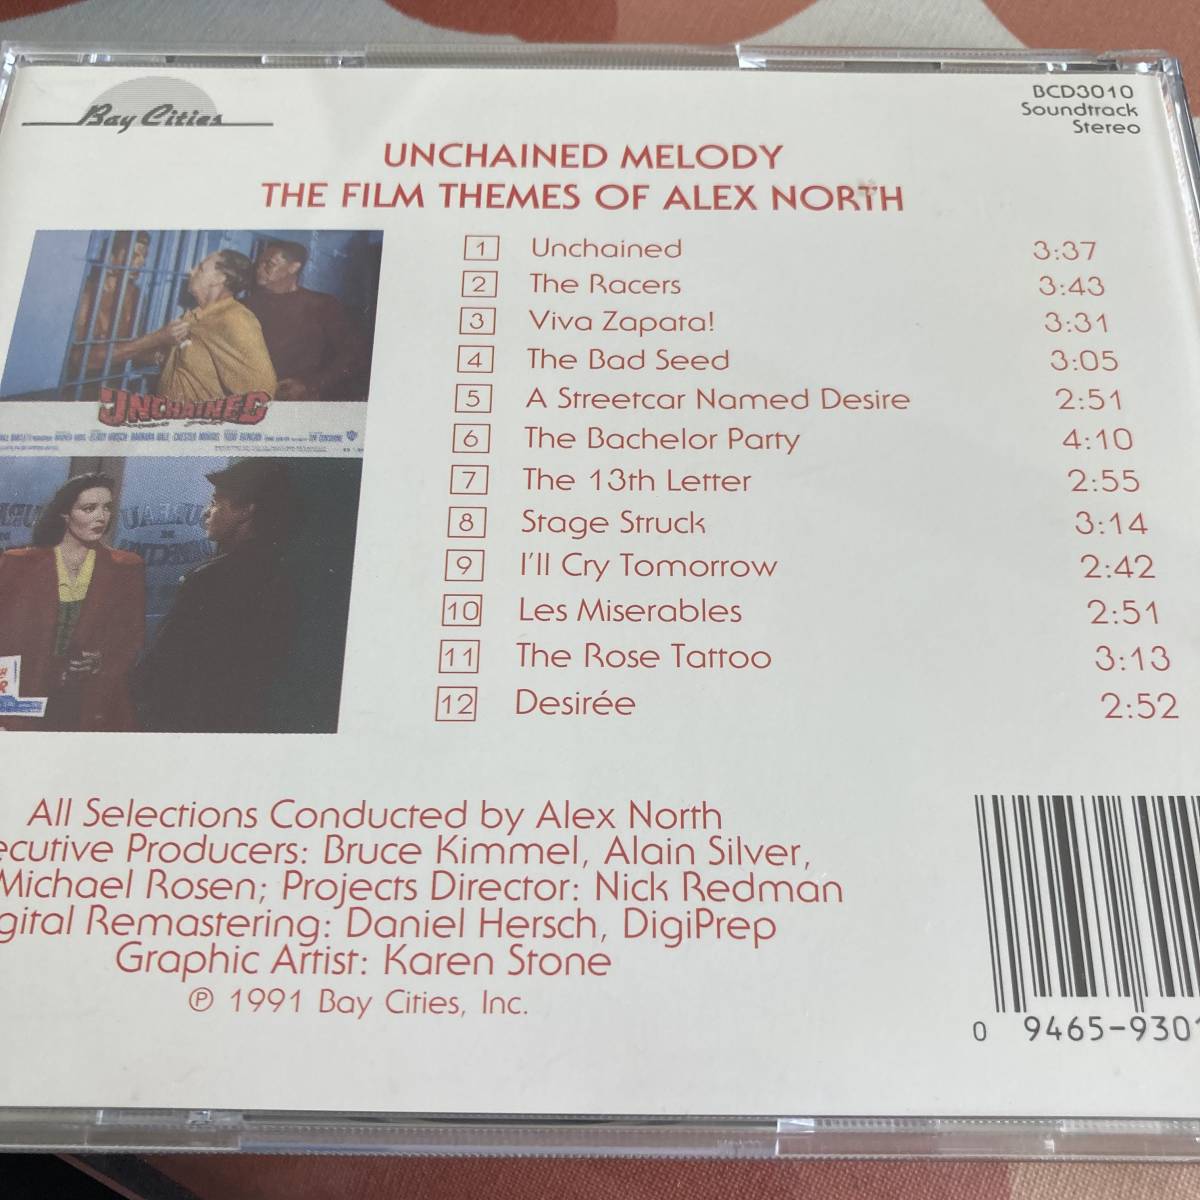 Bay Cities
BCD3010
Soundtrack
Stereo
UNCHAINED MELODY
THE FILM THEMES OF ALEX NORTH
1 Unchained 3:37
2 The Racers 3:43
3 Viva Zapata! 3:31
4 The Bad Seed 3:05
5 A Streetcar Named Desire 2:51
6 The Bachelor Party 4:10
7 The 13th Letter 2:55
8 Stage Struck 3:14
9 I'll Cry Tomorrow 2:42
10 Les Miserables 2:51
11 The Rose Tattoo 3:13
12 Desirée 2:52
UNCHAINED
All Selections Conducted by Alex North
ecutive Producers: Bruce Kimmel, Alain Silver,
Michael Rosen; Projects Director: Nick Redman
gital Remastering: Daniel Hersch, DigiPrep
Graphic Artist: Karen Stone
℗ 1991 Bay Cities, Inc.
0 9465-9301